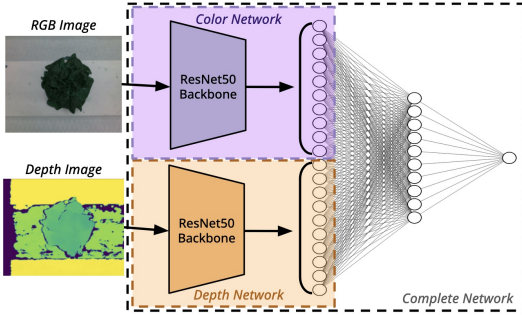 RGB Image
Color Network
ResNet50
Backbone
Depth Image
ResNet50
Backbone
Depth Network
Complete Network